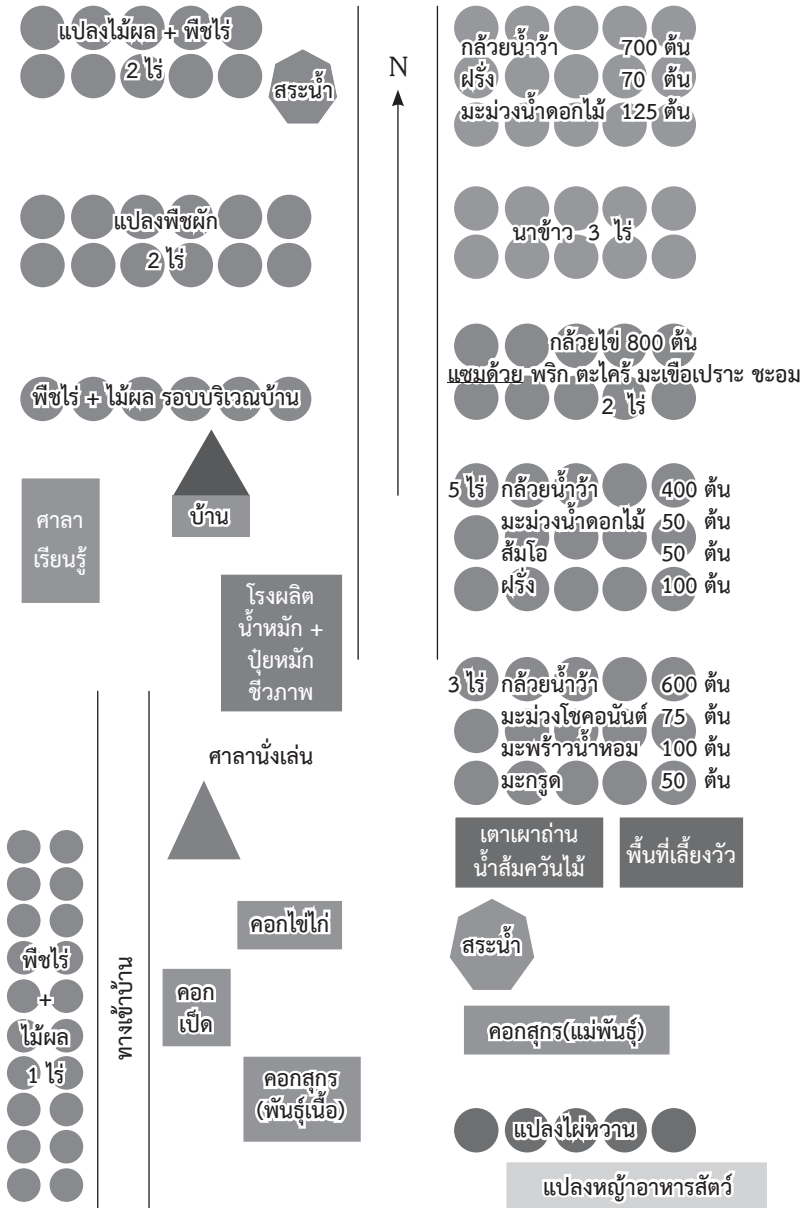 แปลงไม้ผล + พืชไร่
2 ไร่
สระน้ำ
แปลงพืชผัก
2 ไร่
พืชไร่ + ไม้ผล รอบบริเวณบ้าน
บ้าน
ศาลา
เรียนรู้
โรงผลิต
น้ำหมัก +
ปุ๋ยหมัก
ชีวภาพ
ศาลานั่งเล่น
คอกไข่ไก่
คอก
เป็ด
คอกสุกร
(พันธุ์เนื้อ)
พืชไร่
+
ไม้ผล
1 ไร่
ทางเข้าบ้าน
N
กล้วยน้ำว้า 700 ต้น
ฝรั่ง 70 ต้น
มะม่วงน้ำดอกไม้ 125 ต้น
นาข้าว 3 ไร่
กล้วยไข่ 800 ต้น
แซมด้วย พริก ตะไคร้ มะเขือเปราะ ชะอม
2 ไร่
5 ไร่ กล้วยน้ำว้า 400 ต้น
มะม่วงน้ำดอกไม้ 50 ต้น
ส้มโอ 50 ต้น
ฝรั่ง 100 ต้น
3 ไร่ กล้วยน้ำว้า 600 ต้น
มะม่วงโชคอนันต์ 75 ต้น
มะพร้าวน้ำหอม 100 ต้น
มะกรูด 50 ต้น
เตาเผาถ่าน
น้ำส้มควันไม้
พื้นที่เลี้ยงวัว
สระน้ำ
คอกสุกร(แม่พันธุ์)
แปลงไผ่หวาน
แปลงหญ้าอาหารสัตว์